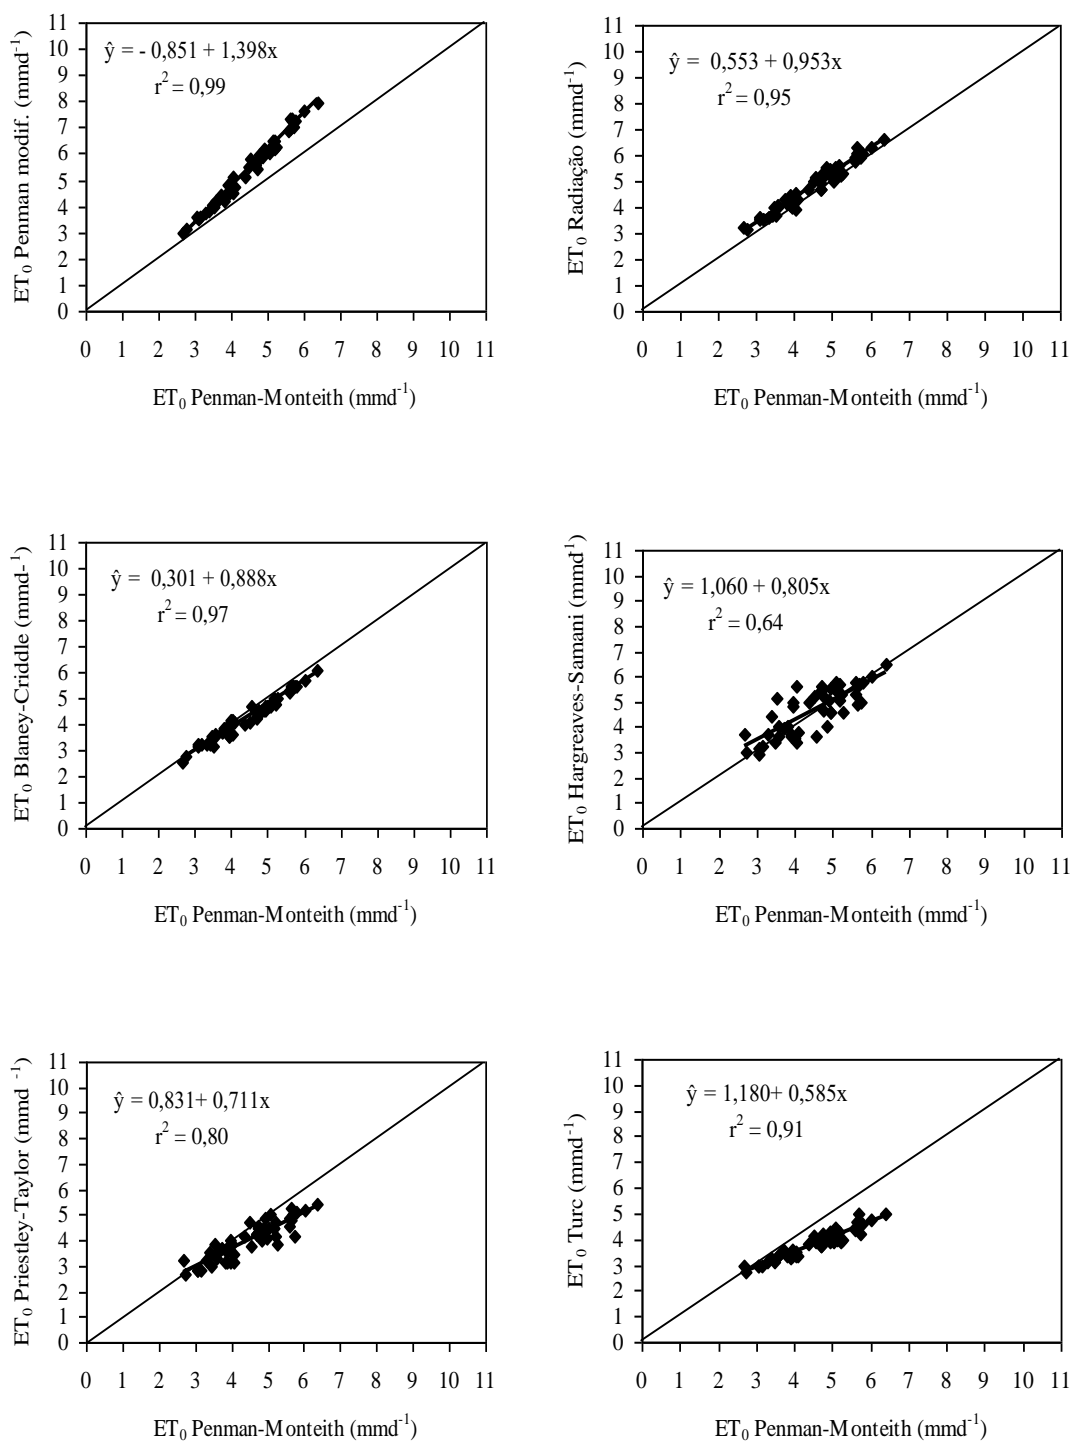 ŷ = - 0,851 + 1,398x
r² = 0,99
ET₀ Penman modif. (mmd⁻¹)
11
10
9
8
7
6
5
4
3
2
1
0
0 1 2 3 4 5 6 7 8 9 10 11
ET₀ Penman-Monteith (mmd⁻¹)
ŷ = 0,553 + 0,953x
r² = 0,95
ET₀ Radiação (mmd⁻¹)
11
10
9
8
7
6
5
4
3
2
1
0
0 1 2 3 4 5 6 7 8 9 10 11
ET₀ Penman-Monteith (mmd⁻¹)
ŷ = 0,301 + 0,888x
r² = 0,97
ET₀ Blaney-Criddle (mmd-¹)
11
10
9
8
7
6
5
4
3
2
1
0
0 1 2 3 4 5 6 7 8 9 10 11
ET₀ Penman-Monteith (mmd⁻¹)
ŷ = 1,060 + 0,805x
r² = 0,64
ET₀ Hargreaves-Samani (mmd¹)
11
10
9
8
7
6
5
4
3
2
1
0
0 1 2 3 4 5 6 7 8 9 10 11
ET₀ Penman-Monteith (mmd⁻¹)
ŷ = 0,831+ 0,711x
r² = 0,80
ET₀ Priestley-Taylor (mmd ⁻¹)
11
10
9
8
7
6
5
4
3
2
1
0
0 1 2 3 4 5 6 7 8 9 10 11
ET₀ Penman-Monteith (mmd⁻¹)
ŷ = 1,180+ 0,585x
r² = 0,91
ET₀ Turc (mmd⁻¹)
11
10
9
8
7
6
5
4
3
2
1
0
0 1 2 3 4 5 6 7 8 9 10 11
ET₀ Penman-Monteith (mmd⁻¹)